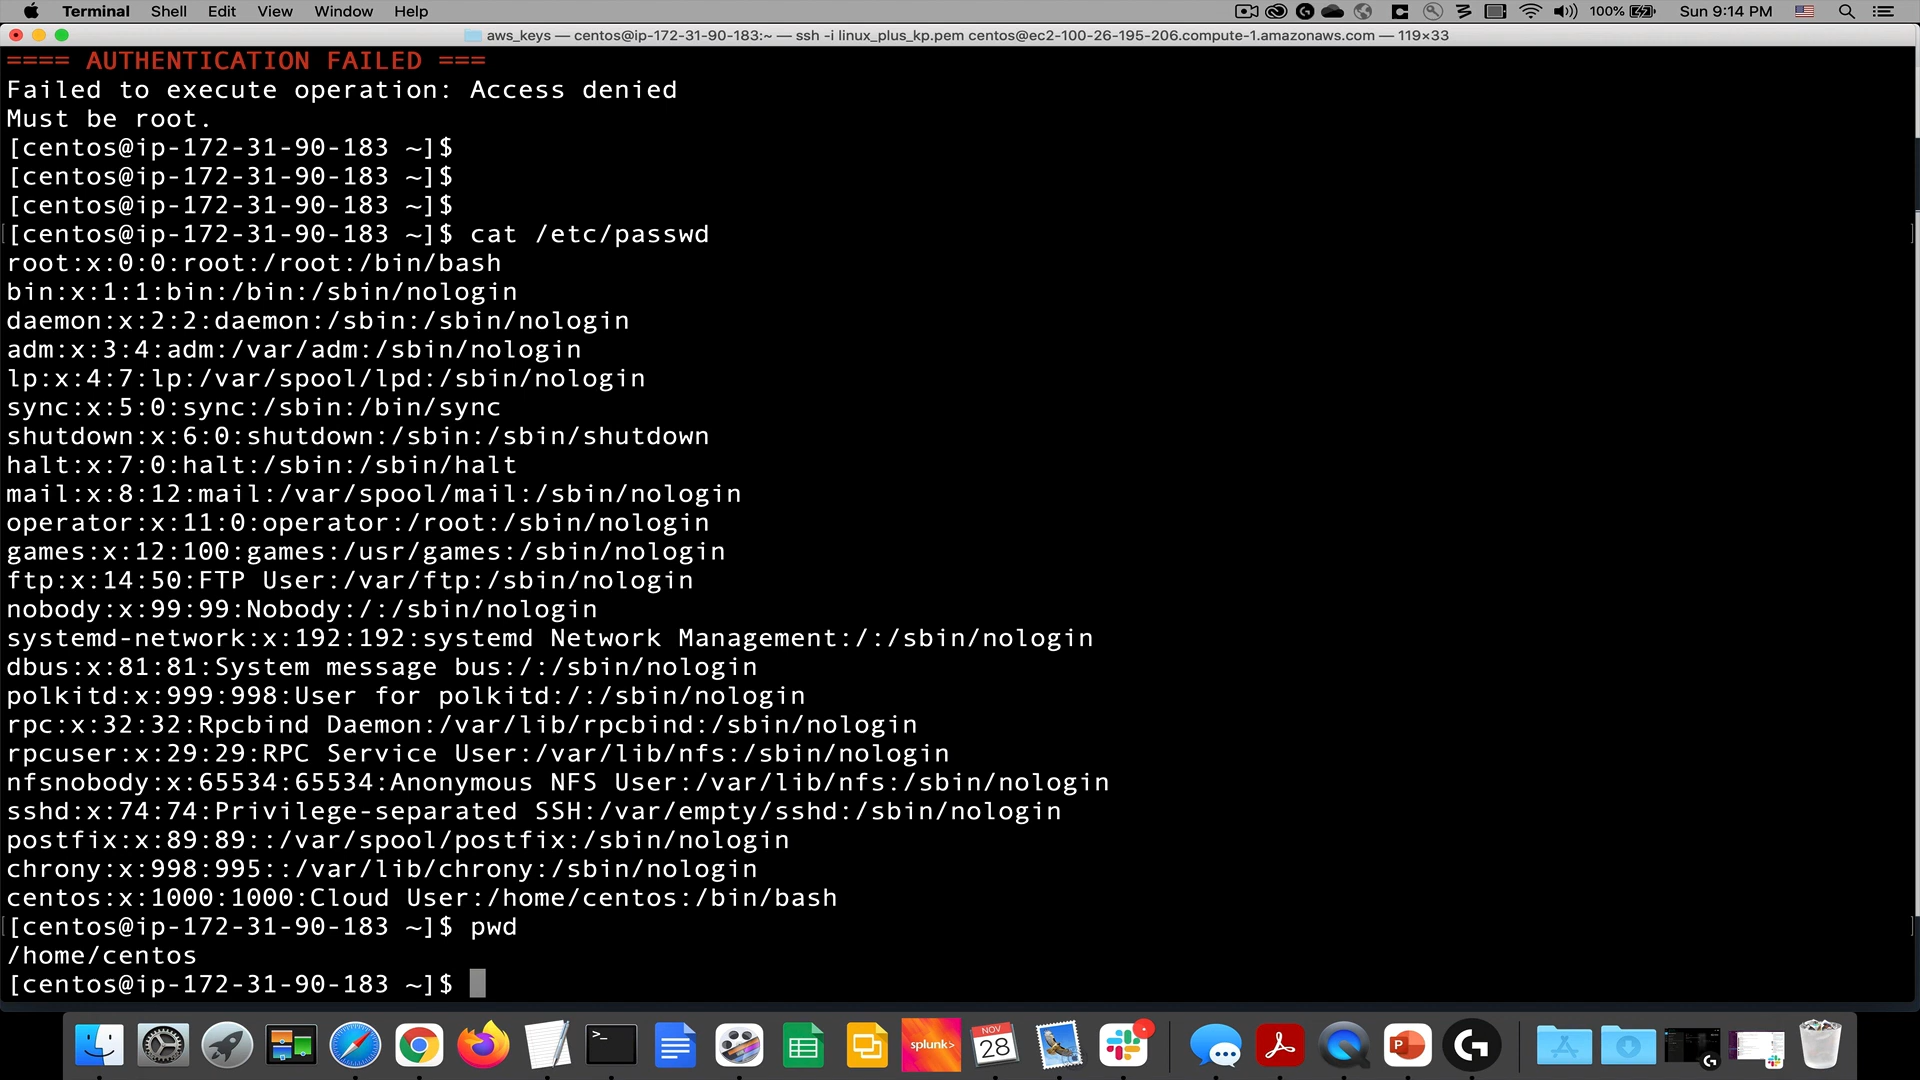 Terminal Shell Edit View Window Help 100% Sun 9:14 PM
aws_keys — centos@ip-172-31-90-183:~ — ssh -i linux_plus_kp.pem centos@ec2-100-26-195-206.compute-1.amazonaws.com — 119×33
==== AUTHENTICATION FAILED ===
Failed to execute operation: Access denied
Must be root.
[centos@ip-172-31-90-183 ~]$
[centos@ip-172-31-90-183 ~]$
[centos@ip-172-31-90-183 ~]$
[centos@ip-172-31-90-183 ~]$ cat /etc/passwd
root:x:0:0:root:/root:/bin/bash
bin:x:1:1:bin:/bin:/sbin/nologin
daemon:x:2:2:daemon:/sbin:/sbin/nologin
adm:x:3:4:adm:/var/adm:/sbin/nologin
lp:x:4:7:lp:/var/spool/lpd:/sbin/nologin
sync:x:5:0:sync:/sbin:/bin/sync
shutdown:x:6:0:shutdown:/sbin:/sbin/shutdown
halt:x:7:0:halt:/sbin:/sbin/halt
mail:x:8:12:mail:/var/spool/mail:/sbin/nologin
operator:x:11:0:operator:/root:/sbin/nologin
games:x:12:100:games:/usr/games:/sbin/nologin
ftp:x:14:50:FTP User:/var/ftp:/sbin/nologin
nobody:x:99:99:Nobody:/:/sbin/nologin
systemd-network:x:192:192:systemd Network Management:/:/sbin/nologin
dbus:x:81:81:System message bus:/:/sbin/nologin
polkitd:x:999:998:User for polkitd:/:/sbin/nologin
rpc:x:32:32:Rpcbind Daemon:/var/lib/rpcbind:/sbin/nologin
rpcuser:x:29:29:RPC Service User:/var/lib/nfs:/sbin/nologin
nfsnobody:x:65534:65534:Anonymous NFS User:/var/lib/nfs:/sbin/nologin
sshd:x:74:74:Privilege-separated SSH:/var/empty/sshd:/sbin/nologin
postfix:x:89:89::/var/spool/postfix:/sbin/nologin
chrony:x:998:995::/var/lib/chrony:/sbin/nologin
centos:x:1000:1000:Cloud User:/home/centos:/bin/bash
[centos@ip-172-31-90-183 ~]$ pwd
/home/centos
[centos@ip-172-31-90-183 ~]$
splunk> NOV 28